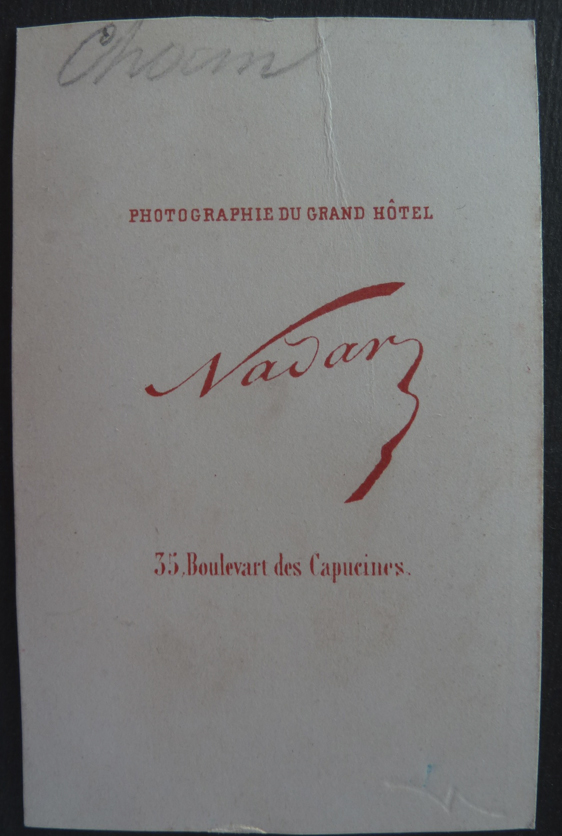 Cham
PHOTOGRAPHIE DU GRAND HÔTEL
Nadar
35, Boulevart des Capucines.